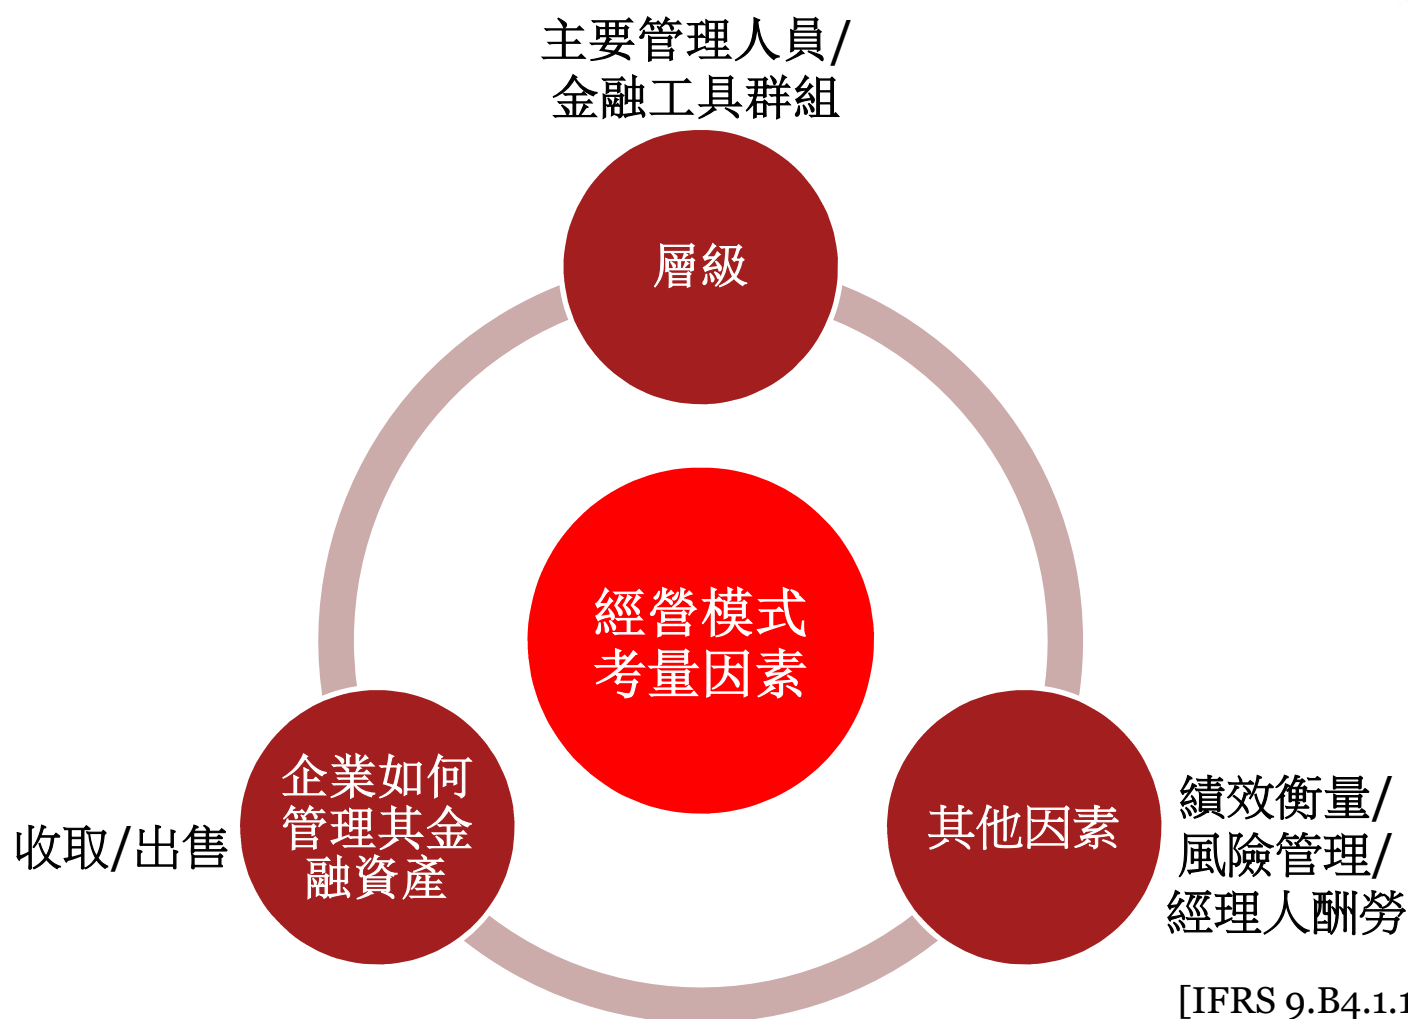 主要管理人員/
金融工具群組
層級
經營模式
考量因素
企業如何
管理其金
融資產
收取/出售
其他因素
績效衡量/
風險管理/
經理人酬勞
[IFRS 9.B4.1.1